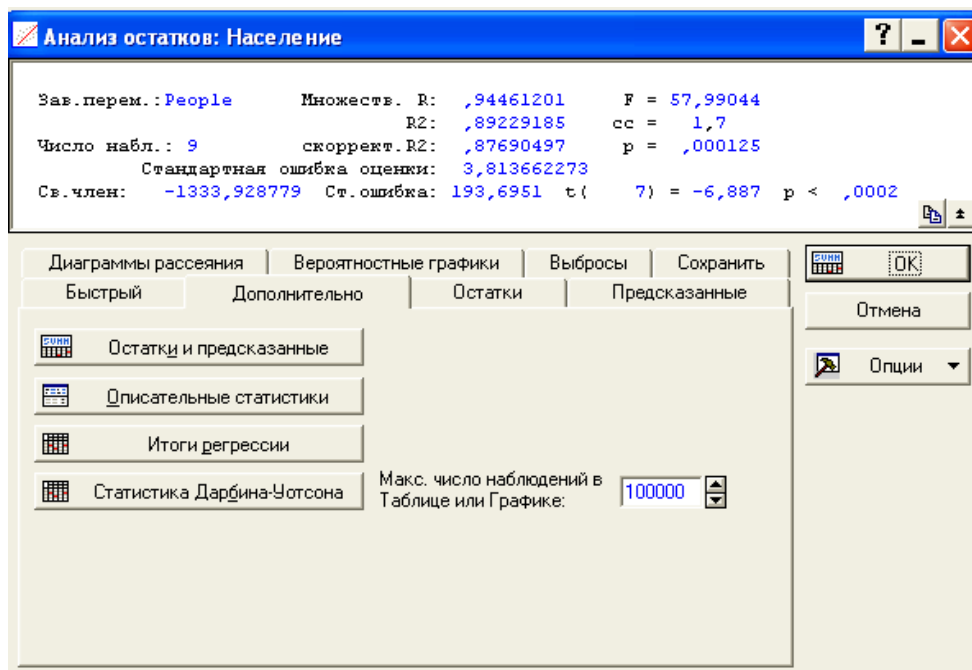 Анализ остатков: Население
Зав.перем.:People Множеств. R: ,94461201 F = 57,99044
R2: ,89229185 сс = 1,7
Число набл.: 9 скоррект.R2: ,87690497 p = ,000125
Стандартная ошибка оценки: 3,813662273
Св.член: -1333,928779 Ст.ошибка: 193,6951 t( 7) = -6,887 p < ,0002
Диаграммы рассеяния Вероятностные графики Выбросы Сохранить
Быстрый Дополнительно Остатки Предсказанные
Остатки и предсказанные
Описательные статистики
Итоги регрессии
Статистика Дарбина-Уотсона
Макс. число наблюдений в
Таблице или Графике:
100000
OK
Отмена
Опции